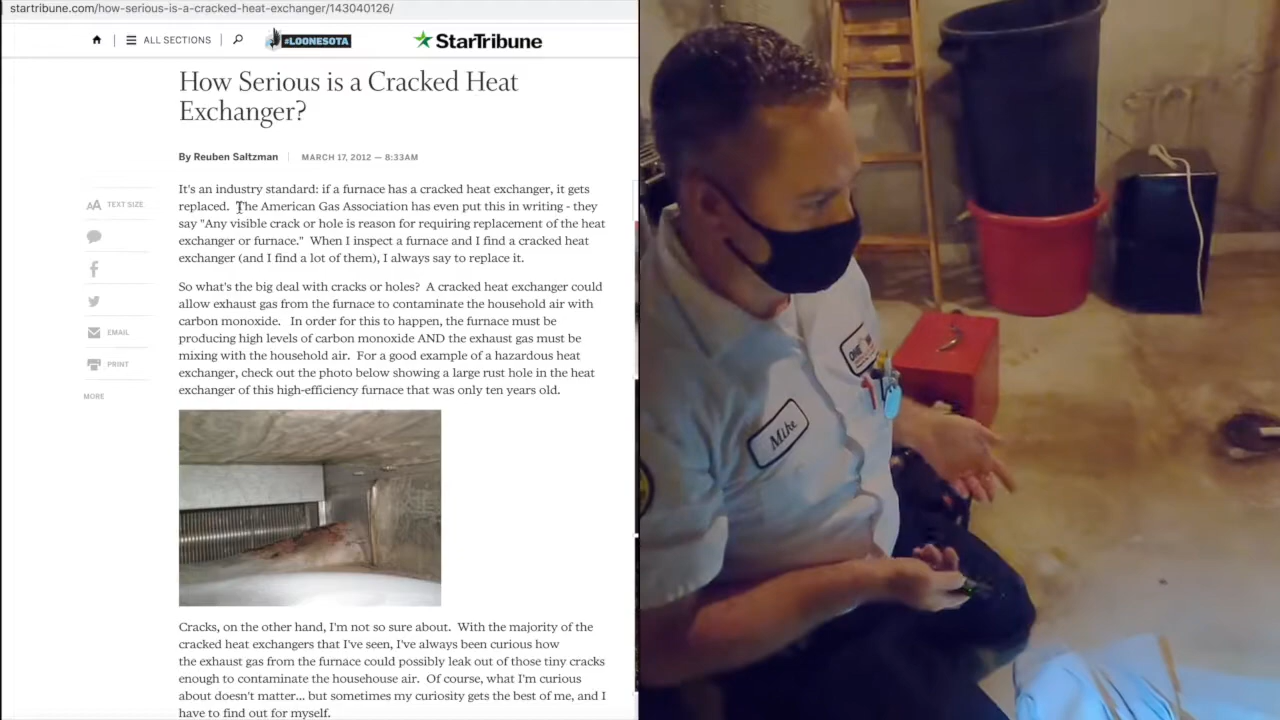 startribune.com/how-serious-is-a-cracked-heat-exchanger/143040126/
ALL SECTIONS
#LOONESOTA
StarTribune
How Serious is a Cracked Heat
Exchanger?
By Reuben Saltzman
MARCH 17, 2012 — 8:33AM
AA TEXT SIZE
EMAIL
PRINT
MORE
It's an industry standard: if a furnace has a cracked heat exchanger, it gets
replaced. The American Gas Association has even put this in writing - they
say "Any visible crack or hole is reason for requiring replacement of the heat
exchanger or furnace." When I inspect a furnace and I find a cracked heat
exchanger (and I find a lot of them), I always say to replace it.
So what's the big deal with cracks or holes? A cracked heat exchanger could
allow exhaust gas from the furnace to contaminate the household air with
carbon monoxide. In order for this to happen, the furnace must be
producing high levels of carbon monoxide AND the exhaust gas must be
mixing with the household air. For a good example of a hazardous heat
exchanger, check out the photo below showing a large rust hole in the heat
exchanger of this high-efficiency furnace that was only ten years old.
Cracks, on the other hand, I'm not so sure about. With the majority of the
cracked heat exchangers that I've seen, I've always been curious how
the exhaust gas from the furnace could possibly leak out of those tiny cracks
enough to contaminate the househouse air. Of course, what I'm curious
about doesn't matter... but sometimes my curiosity gets the best of me, and I
have to find out for myself.
ONE
Mike